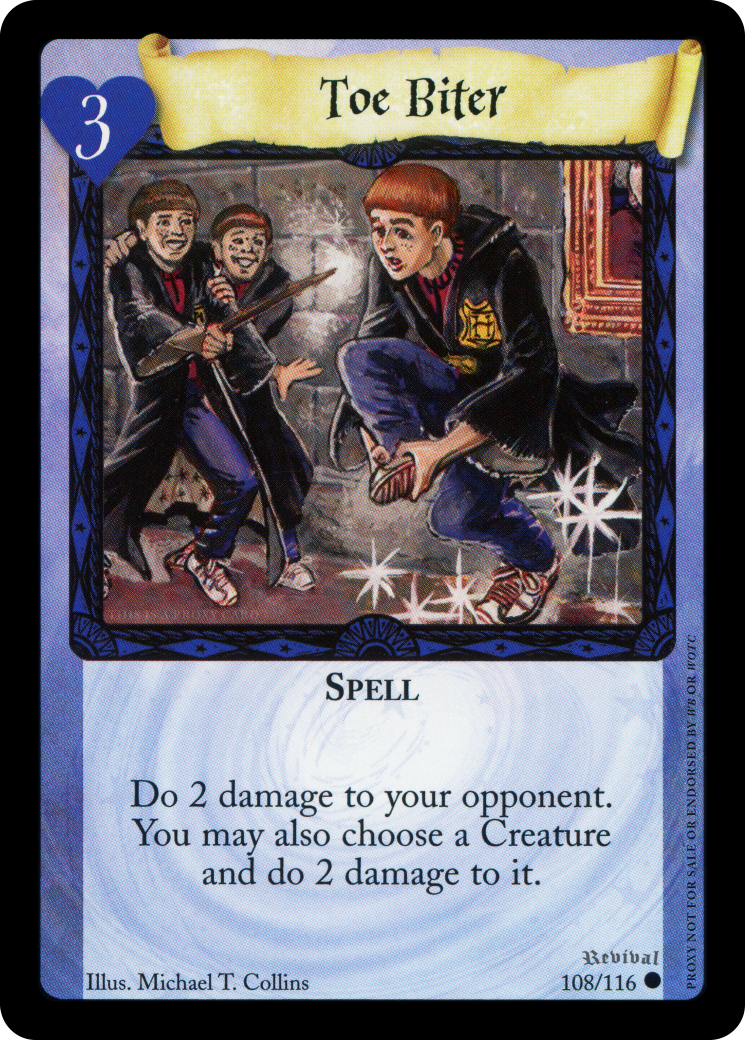 3
Toe Biter
SPELL
Do 2 damage to your opponent.
You may also choose a Creature
and do 2 damage to it.
Revival
Illus. Michael T. Collins
108/116
PROXY NOT FOR SALE OR ENDORSED BY WB OR WOTC
H